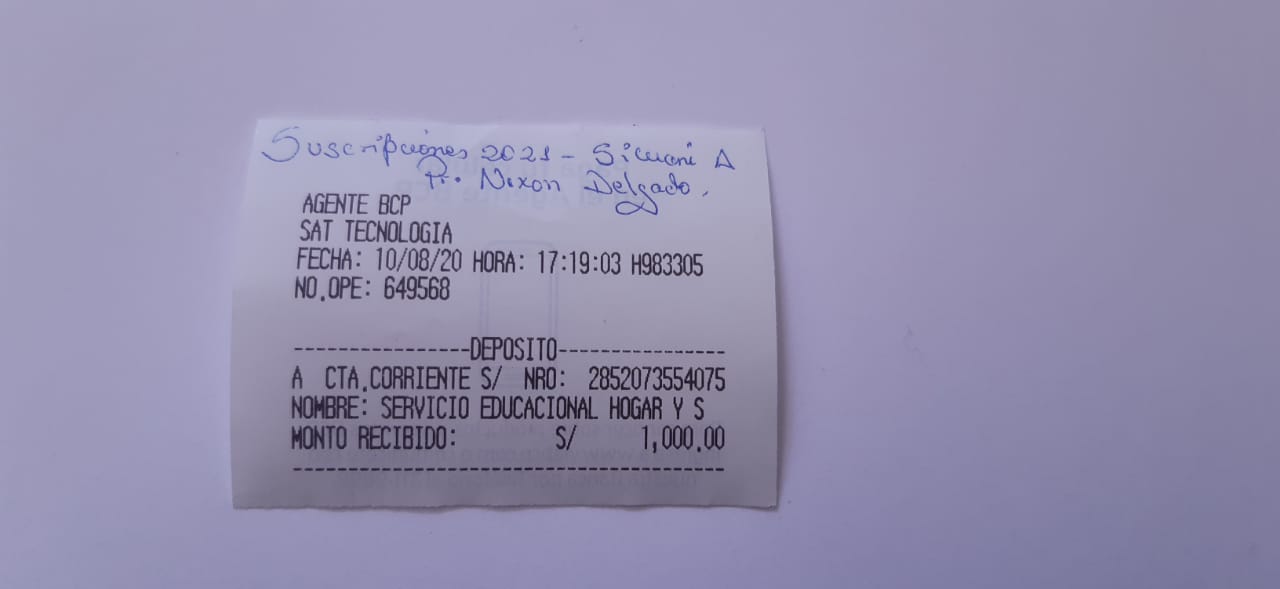 Suscripciones 2021 - Sicuani A
Pr. Nixon Delgado.
AGENTE BCP
SAT TECNOLOGIA
FECHA: 10/08/20 HORA: 17:19:03 H983305
NO.OPE: 649568
----------------DEPOSITO----------------
A CTA.CORRIENTE S/ NRO: 2852073554075
NOMBRE: SERVICIO EDUCACIONAL HOGAR Y S
MONTO RECIBIDO: S/ 1,000.00
----------------------------------------